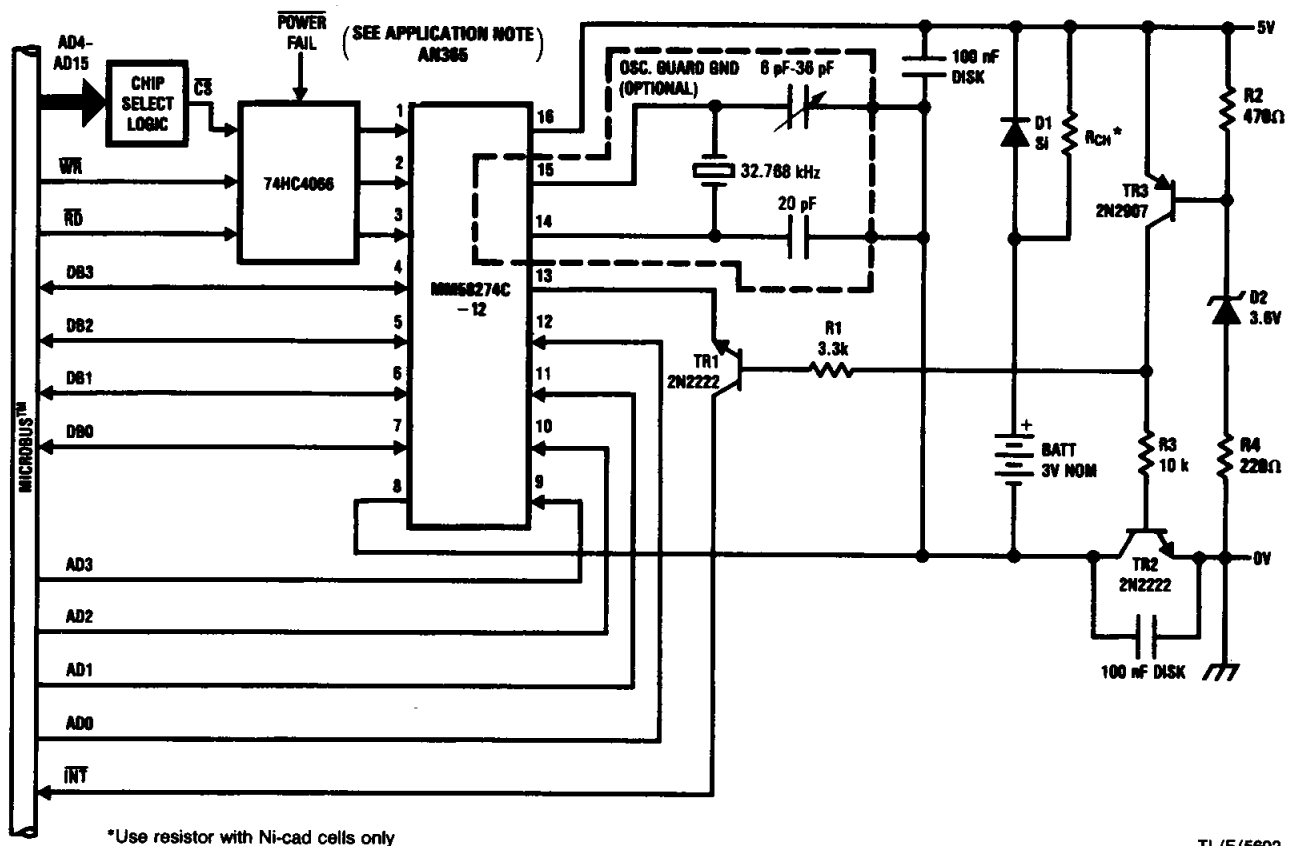 POWER
FAIL
(SEE APPLICATION NOTE)
AN365
AD4-
AD15
CHIP
SELECT
LOGIC
CS
WR
RD
74HC4066
1
2
3
4
5
6
7
8
16
15
14
13
12
11
10
9
MM58274C
-12
OSC. GUARD GND
(OPTIONAL)
6 pF-36 pF
32.768 kHz
20 pF
100 nF
DISK
5V
D1
Si
RCH*
R2
470Ω
TR3
2N2907
D2
3.6V
R1
3.3k
TR1
2N2222
+
BATT
3V NOM
R3
10 k
R4
220Ω
TR2
2N2222
0V
100 nF DISK
DB3
DB2
DB1
DB0
MICROBUS™
AD3
AD2
AD1
AD0
INT
*Use resistor with Ni-cad cells only